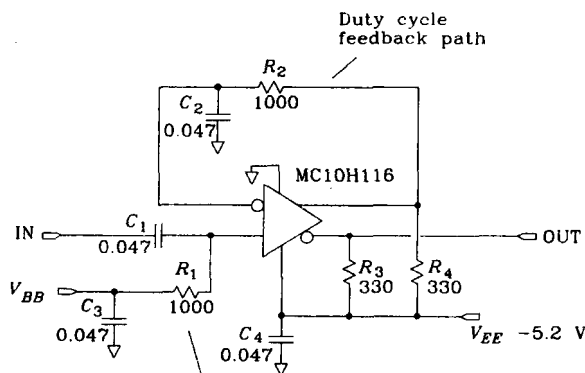 Duty cycle
feedback path
R2
1000
C2
0.047
MC10H116
IN
C1
0.047
OUT
R1
1000
R3
330
R4
330
VBB
C3
0.047
C4
0.047
VEE -5.2 V